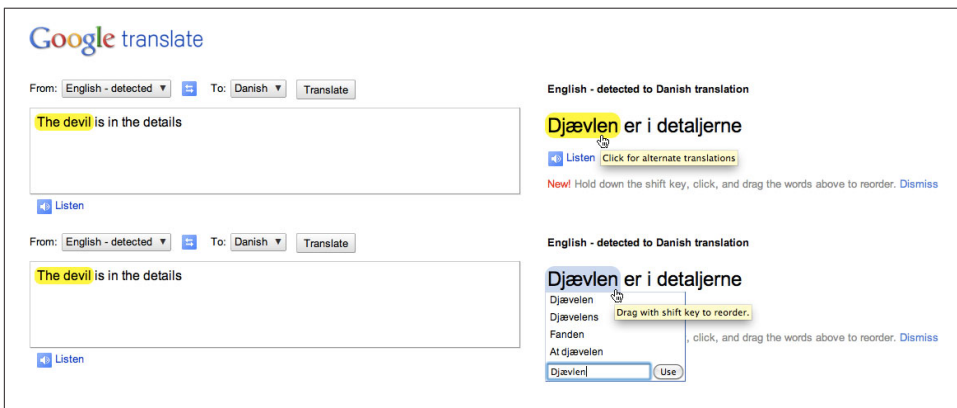 Google translate
From: English - detected To: Danish Translate
The devil is in the details
Listen
English - detected to Danish translation
Djævlen er i detaljerne
Listen Click for alternate translations
New! Hold down the shift key, click, and drag the words above to reorder. Dismiss
From: English - detected To: Danish Translate
The devil is in the details
Listen
English - detected to Danish translation
Djævlen er i detaljerne
Djævelen
Drag with shift key to reorder.
Djævelens
Fanden
, click, and drag the words above to reorder. Dismiss
At djævelen
Djævlen Use